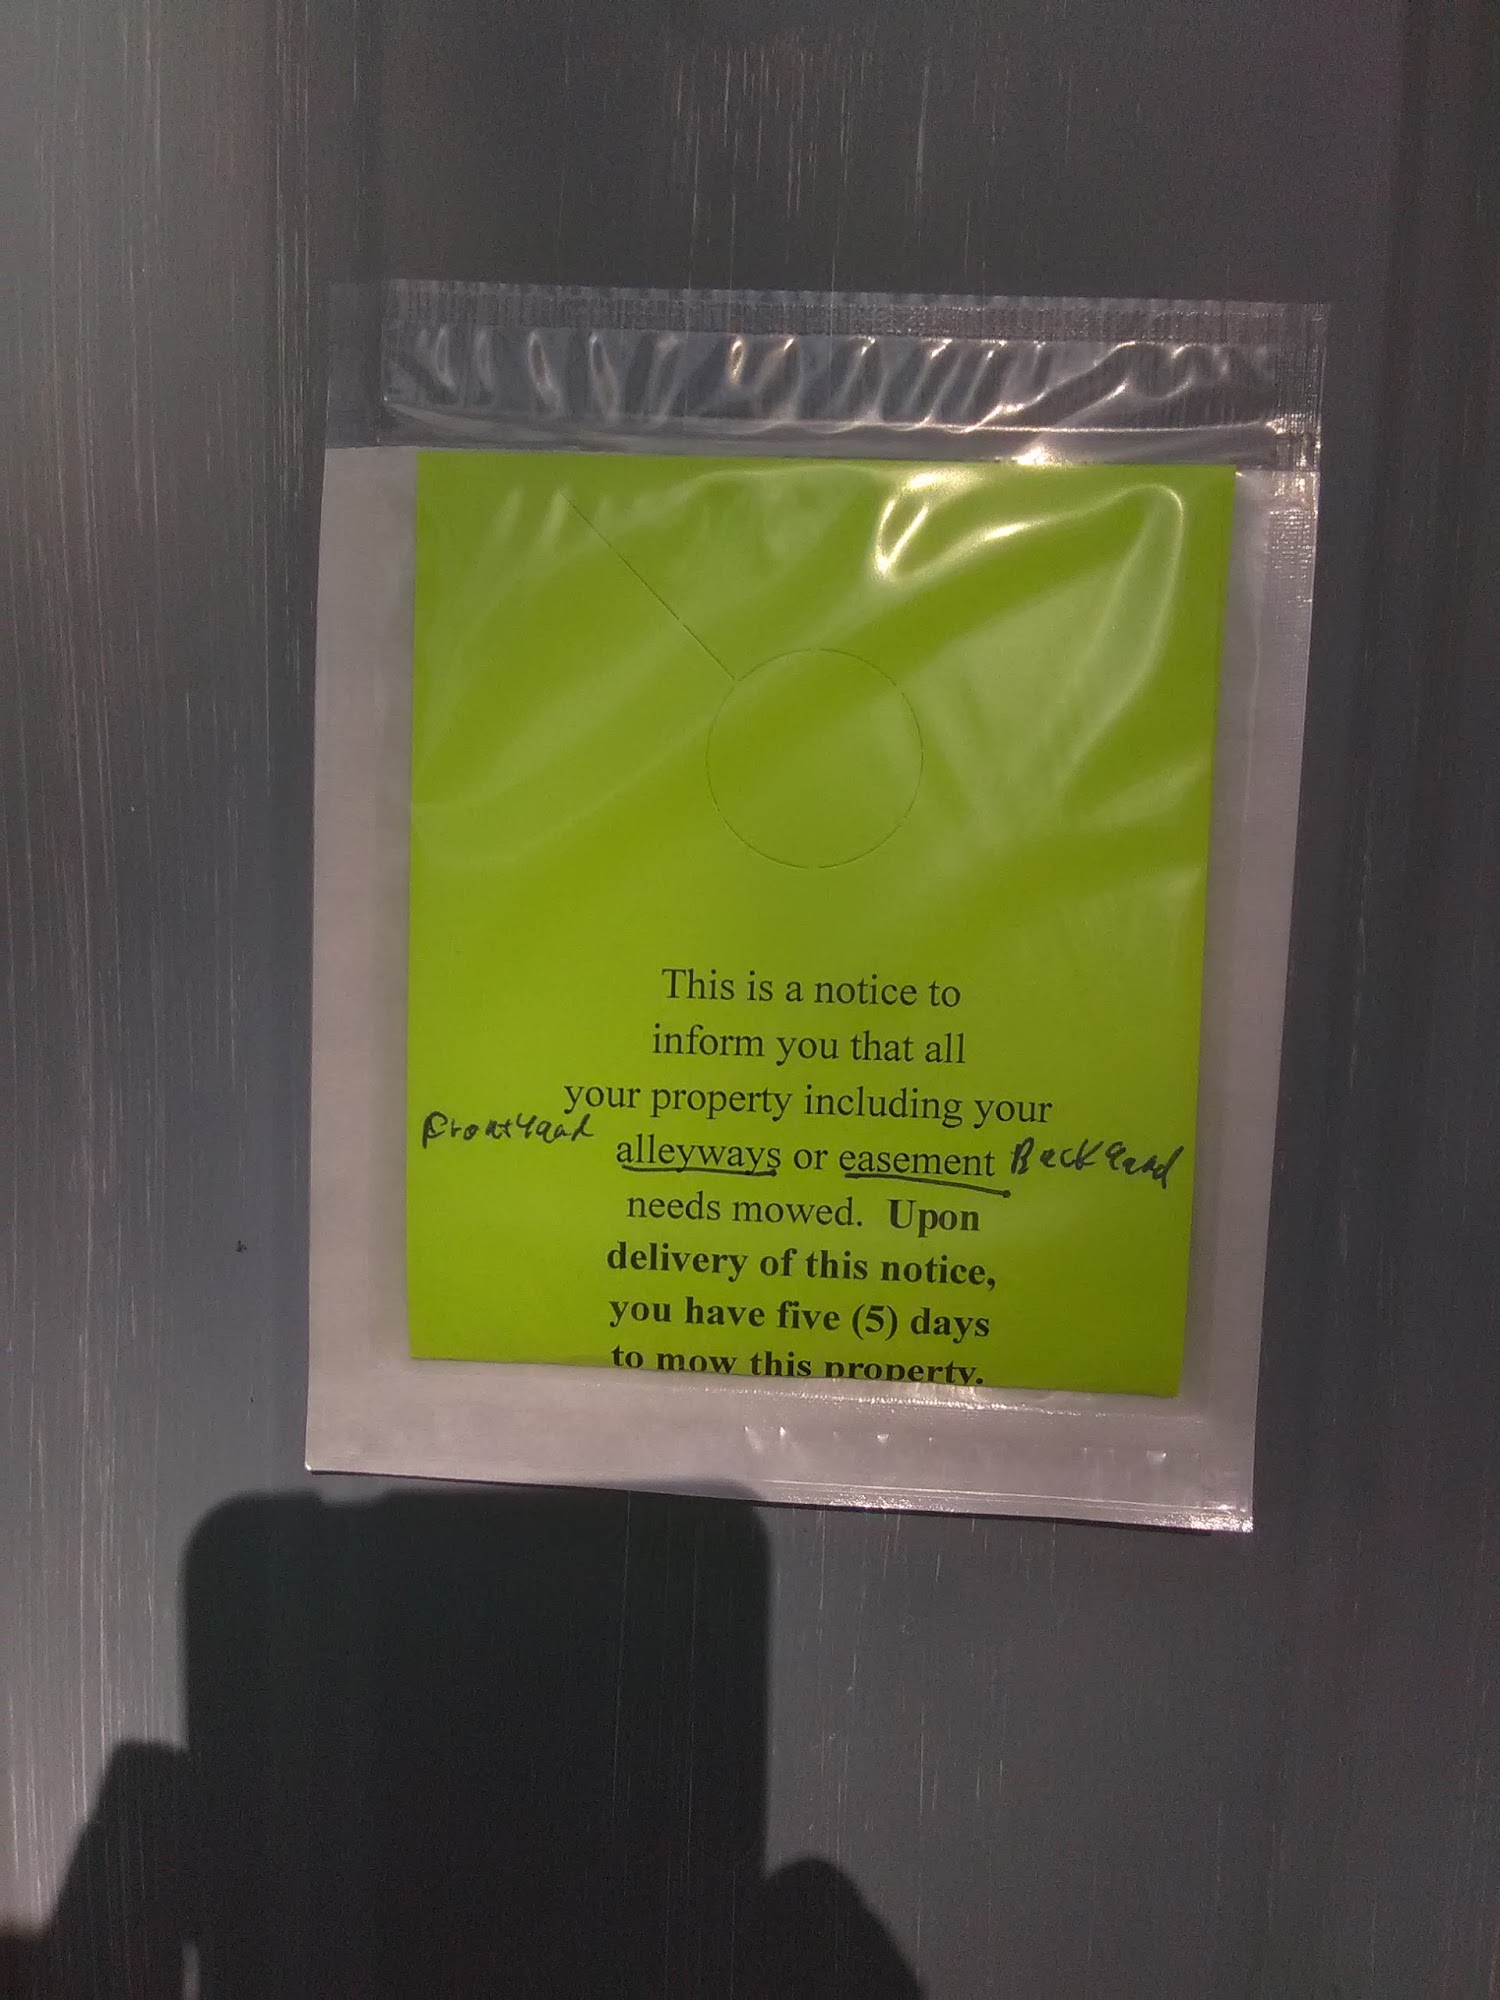 This is a notice to
inform you that all
your property including your
FrontYard alleyways or easement BackYard
needs mowed. Upon
delivery of this notice,
you have five (5) days
to mow this property.